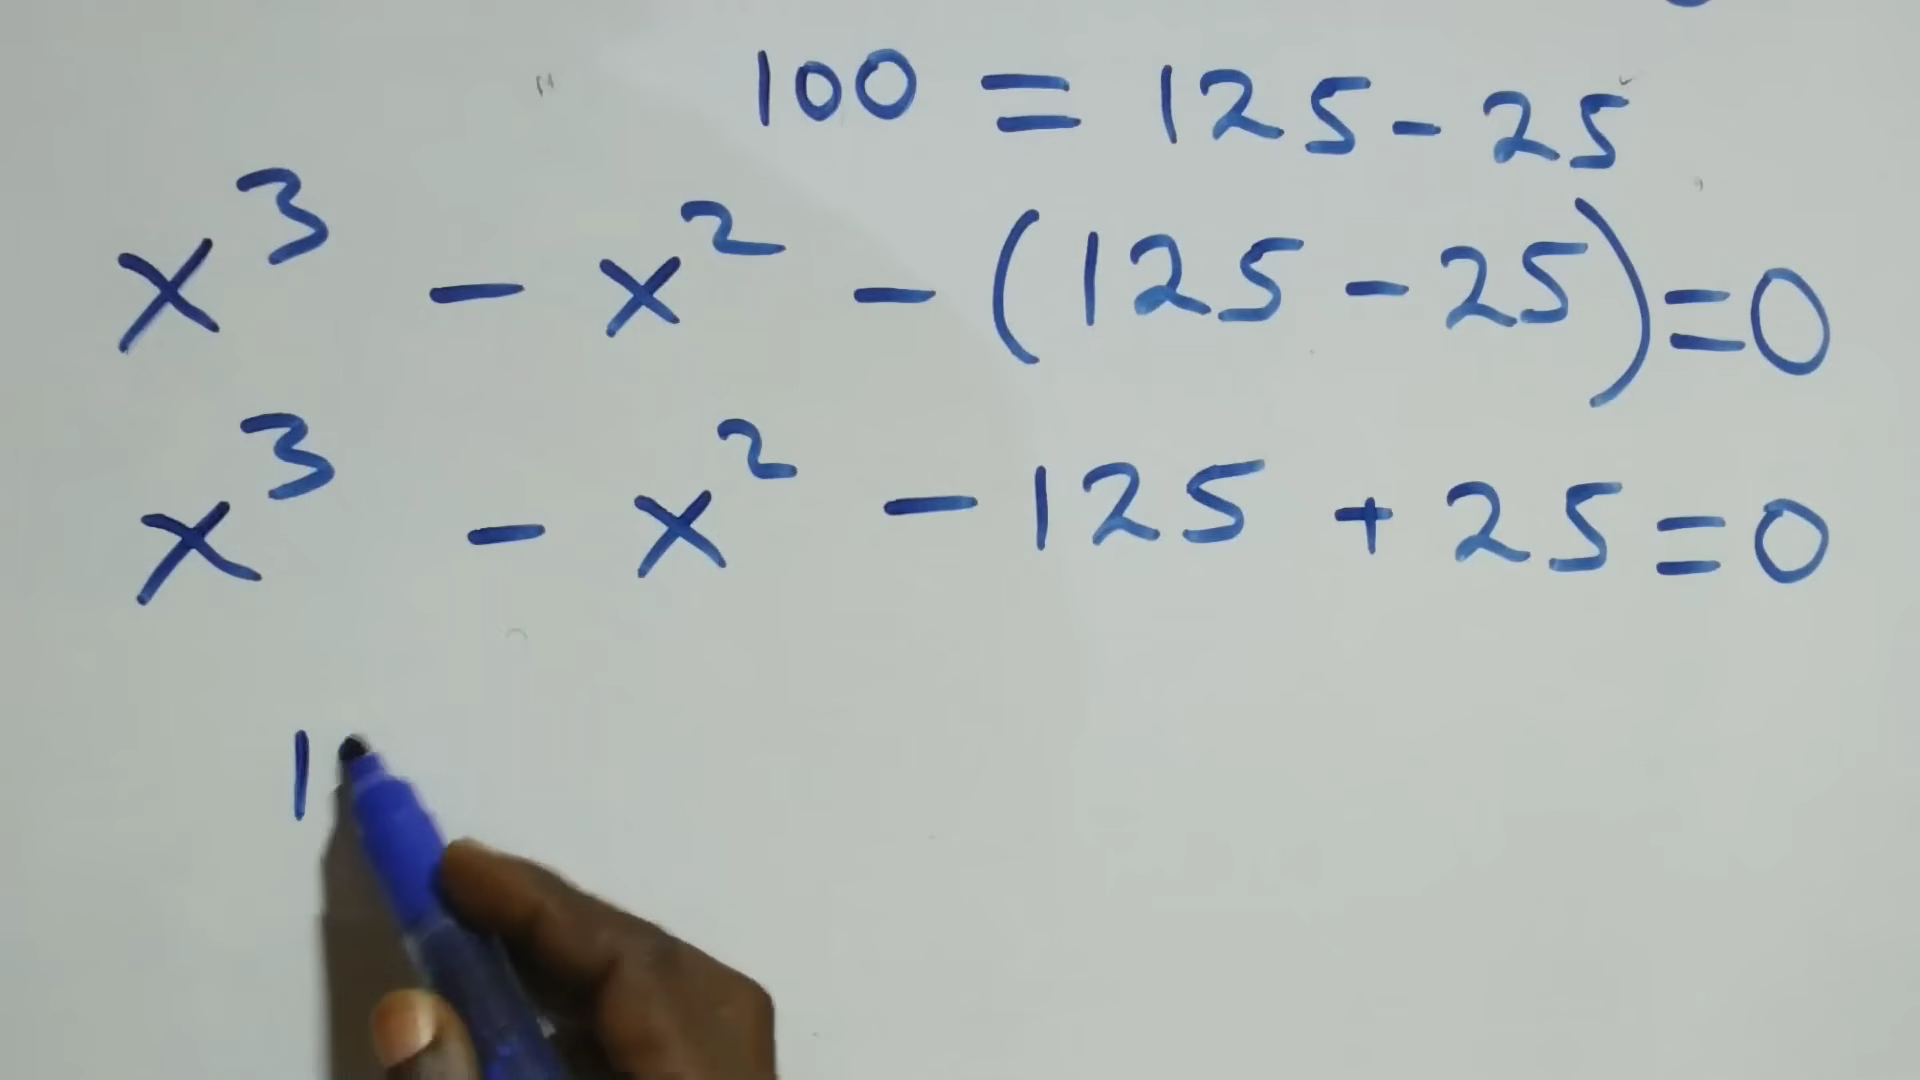 100 = 125 - 25
x³ - x² - (125 - 25) = 0
x³ - x² - 125 + 25 = 0
1